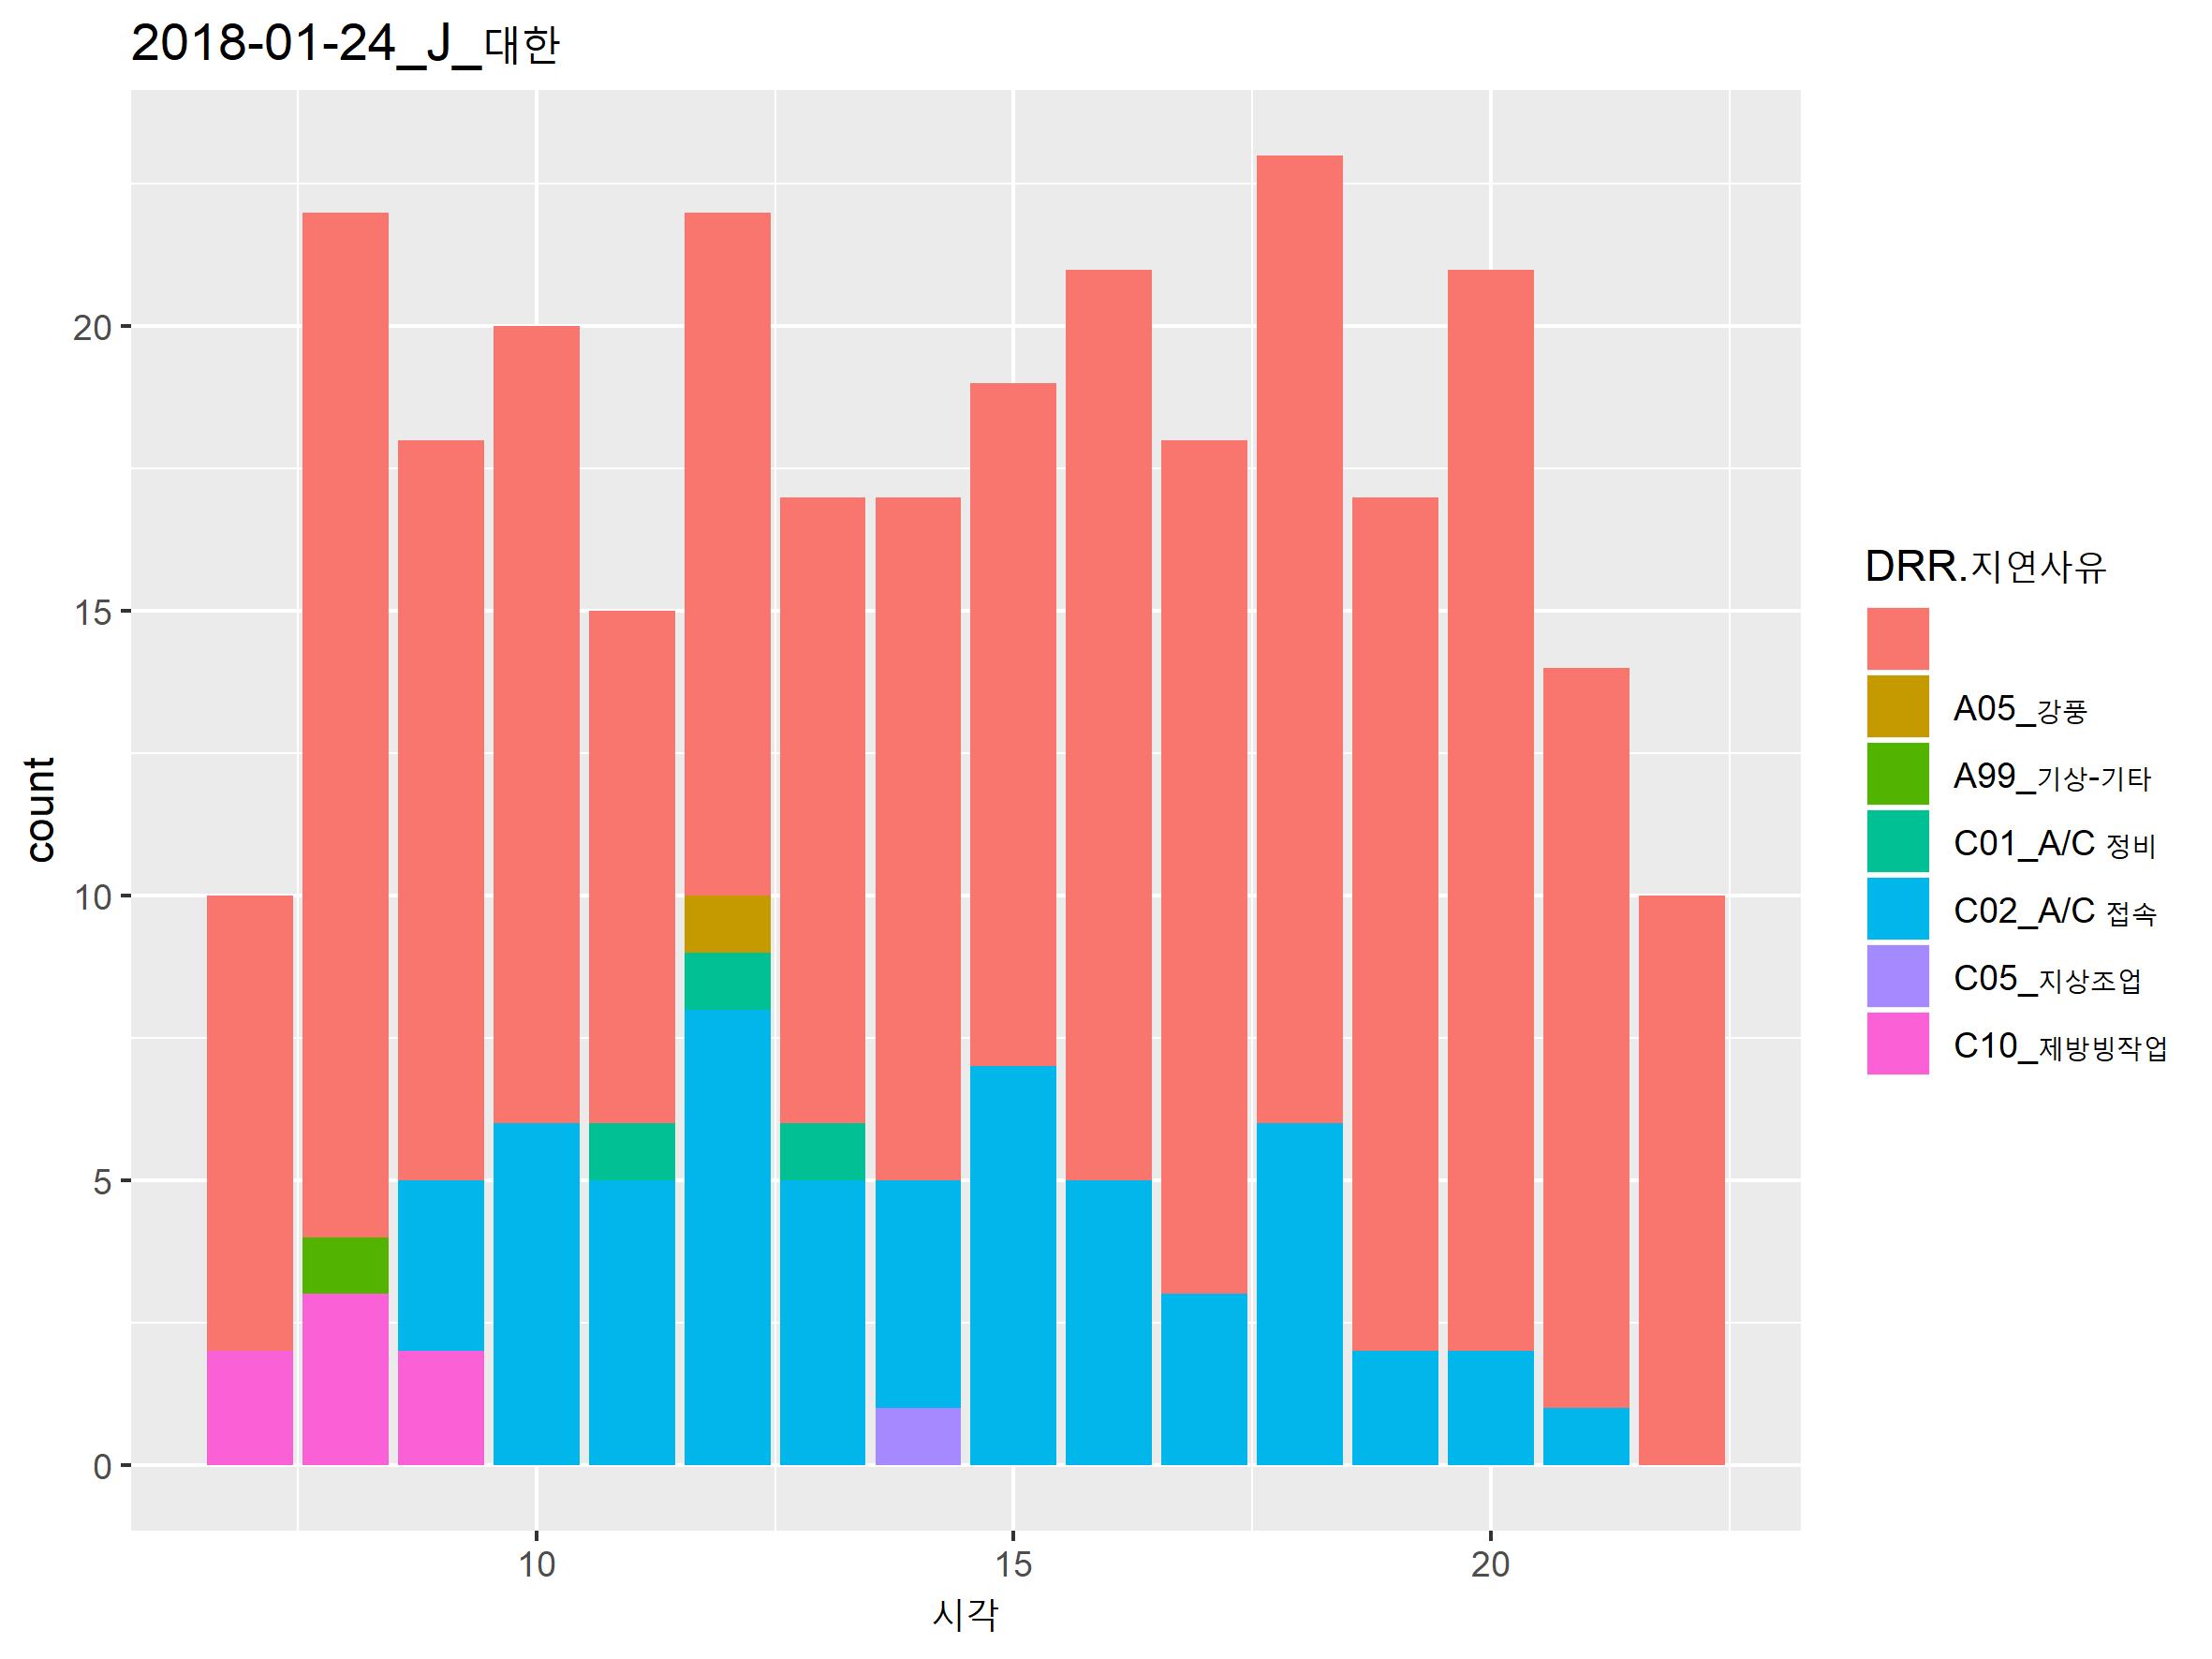 2018-01-24_J_대한
20
15
10
5
0
count
10
15
20
시각
DRR.지연사유
A05_강풍
A99_기상-기타
C01_A/C 정비
C02_A/C 접속
C05_지상조업
C10_제방빙작업